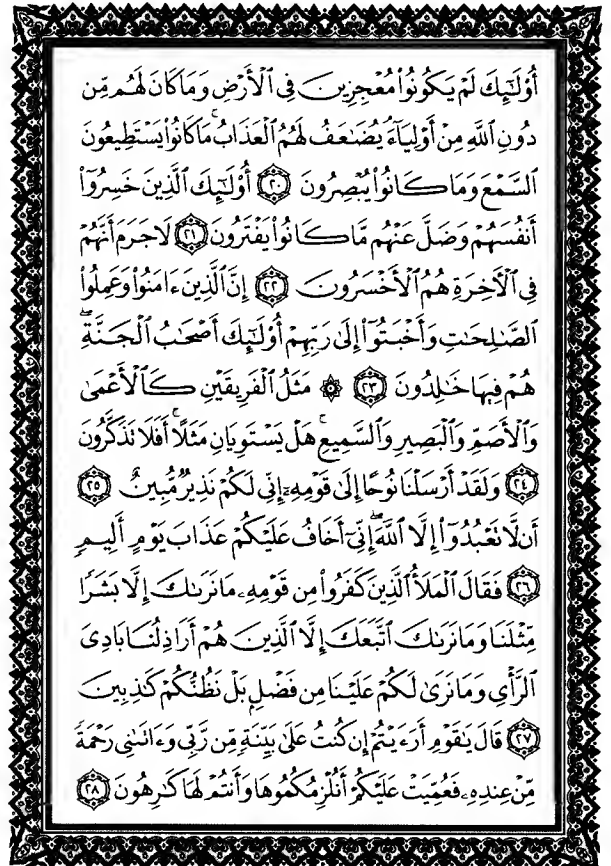 أُوْلَٰٓئِكَ لَمْ يَكُونُواْ مُعْجِزِينَ فِي ٱلْأَرْضِ وَمَا كَانَ لَهُم مِّن
دُونِ ٱللَّهِ مِنْ أَوْلِيَآءَۘ يُضَٰعَفُ لَهُمُ ٱلْعَذَابُۚ مَا كَانُواْ يَسْتَطِيعُونَ
ٱلسَّمْعَ وَمَا كَانُواْ يُبْصِرُونَ ٢٠ أُوْلَٰٓئِكَ ٱلَّذِينَ خَسِرُوٓاْ
أَنفُسَهُمْ وَضَلَّ عَنْهُم مَّا كَانُواْ يَفْتَرُونَ ٢١ لَا جَرَمَ أَنَّهُمْ
فِي ٱلْأٓخِرَةِ هُمُ ٱلْأَخْسَرُونَ ٢٢ إِنَّ ٱلَّذِينَ ءَامَنُواْ وَعَمِلُواْ
ٱلصَّٰلِحَٰتِ وَأَخْبَتُوٓاْ إِلَىٰ رَبِّهِمْ أُوْلَٰٓئِكَ أَصْحَٰبُ ٱلْجَنَّةِۖ
هُمْ فِيهَا خَٰلِدُونَ ٢٣ ۞ مَثَلُ ٱلْفَرِيقَيْنِ كَٱلْأَعْمَىٰ
وَٱلْأَصَمِّ وَٱلْبَصِيرِ وَٱلسَّمِيعِۚ هَلْ يَسْتَوِيَانِ مَثَلًاۚ أَفَلَا تَذَكَّرُونَ
٢٤ وَلَقَدْ أَرْسَلْنَا نُوحًا إِلَىٰ قَوْمِهِۦٓ إِنِّي لَكُمْ نَذِيرٌ مُّبِينٌ ٢٥
أَن لَّا تَعْبُدُوٓاْ إِلَّا ٱللَّهَۖ إِنِّيٓ أَخَافُ عَلَيْكُمْ عَذَابَ يَوْمٍ أَلِيمٍ
٢٦ فَقَالَ ٱلْمَلَأُ ٱلَّذِينَ كَفَرُواْ مِن قَوْمِهِۦ مَا نَرَىٰكَ إِلَّا بَشَرًا
مِّثْلَنَا وَمَا نَرَىٰكَ ٱتَّبَعَكَ إِلَّا ٱلَّذِينَ هُمْ أَرَاذِلُنَا بَادِيَ
ٱلرَّأْيِ وَمَا نَرَىٰ لَكُمْ عَلَيْنَا مِن فَضْلٍۭ بَلْ نَظُنُّكُمْ كَٰذِبِينَ
٢٧ قَالَ يَٰقَوْمِ أَرَءَيْتُمْ إِن كُنتُ عَلَىٰ بَيِّنَةٍ مِّن رَّبِّي وَءَاتَىٰنِي رَحْمَةً
مِّنْ عِندِهِۦ فَعُمِّيَتْ عَلَيْكُمْ أَنُلْزِمُكُمُوهَا وَأَنتُمْ لَهَا كَٰرِهُونَ ٢٨